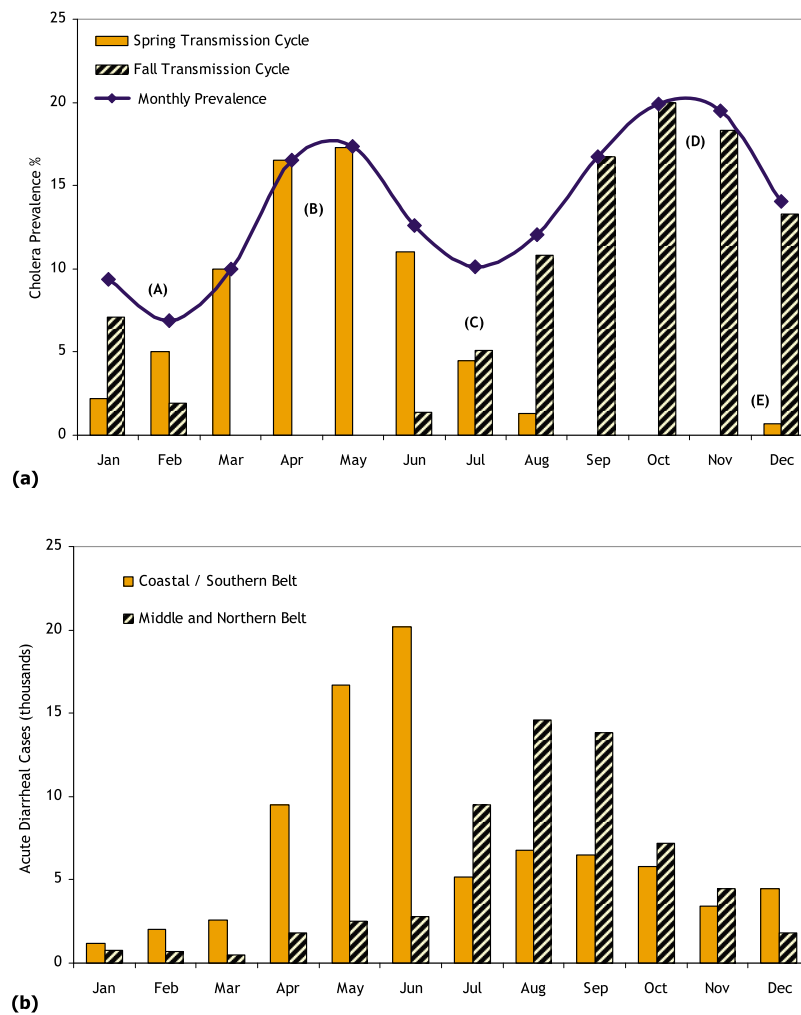 25
Spring Transmission Cycle
Fall Transmission Cycle
Monthly Prevalence
20
(D)
(B)
15
Cholera Prevalence %
10
(A)
(C)
5
(E)
0
Jan Feb Mar Apr May Jun Jul Aug Sep Oct Nov Dec
(a)
25
Coastal / Southern Belt
Middle and Northern Belt
20
15
Acute Diarrheal Cases (thousands)
10
5
0
Jan Feb Mar Apr May Jun Jul Aug Sep Oct Nov Dec
(b)